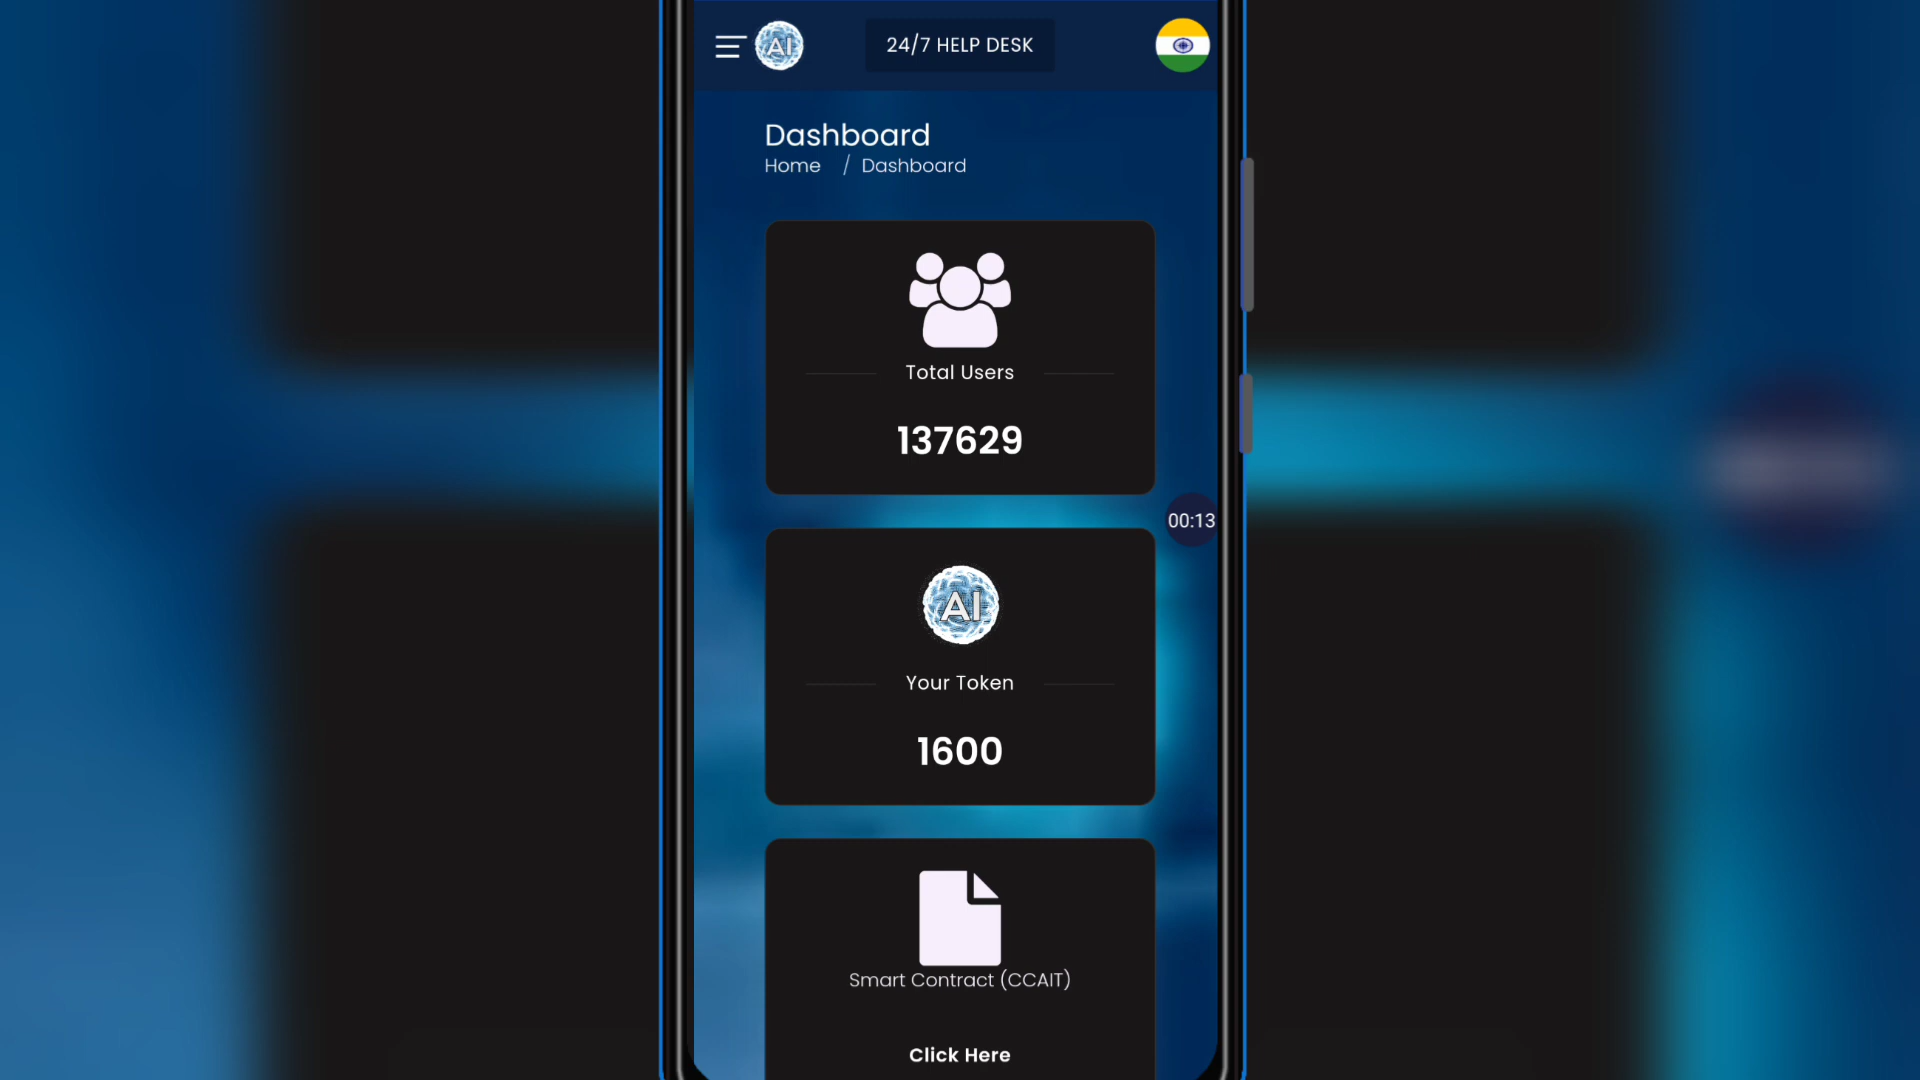 AI
24/7 HELP DESK
Dashboard
Home / Dashboard
Total Users
137629
00:13
AI
Your Token
1600
Smart Contract (CCAIT)
Click Here